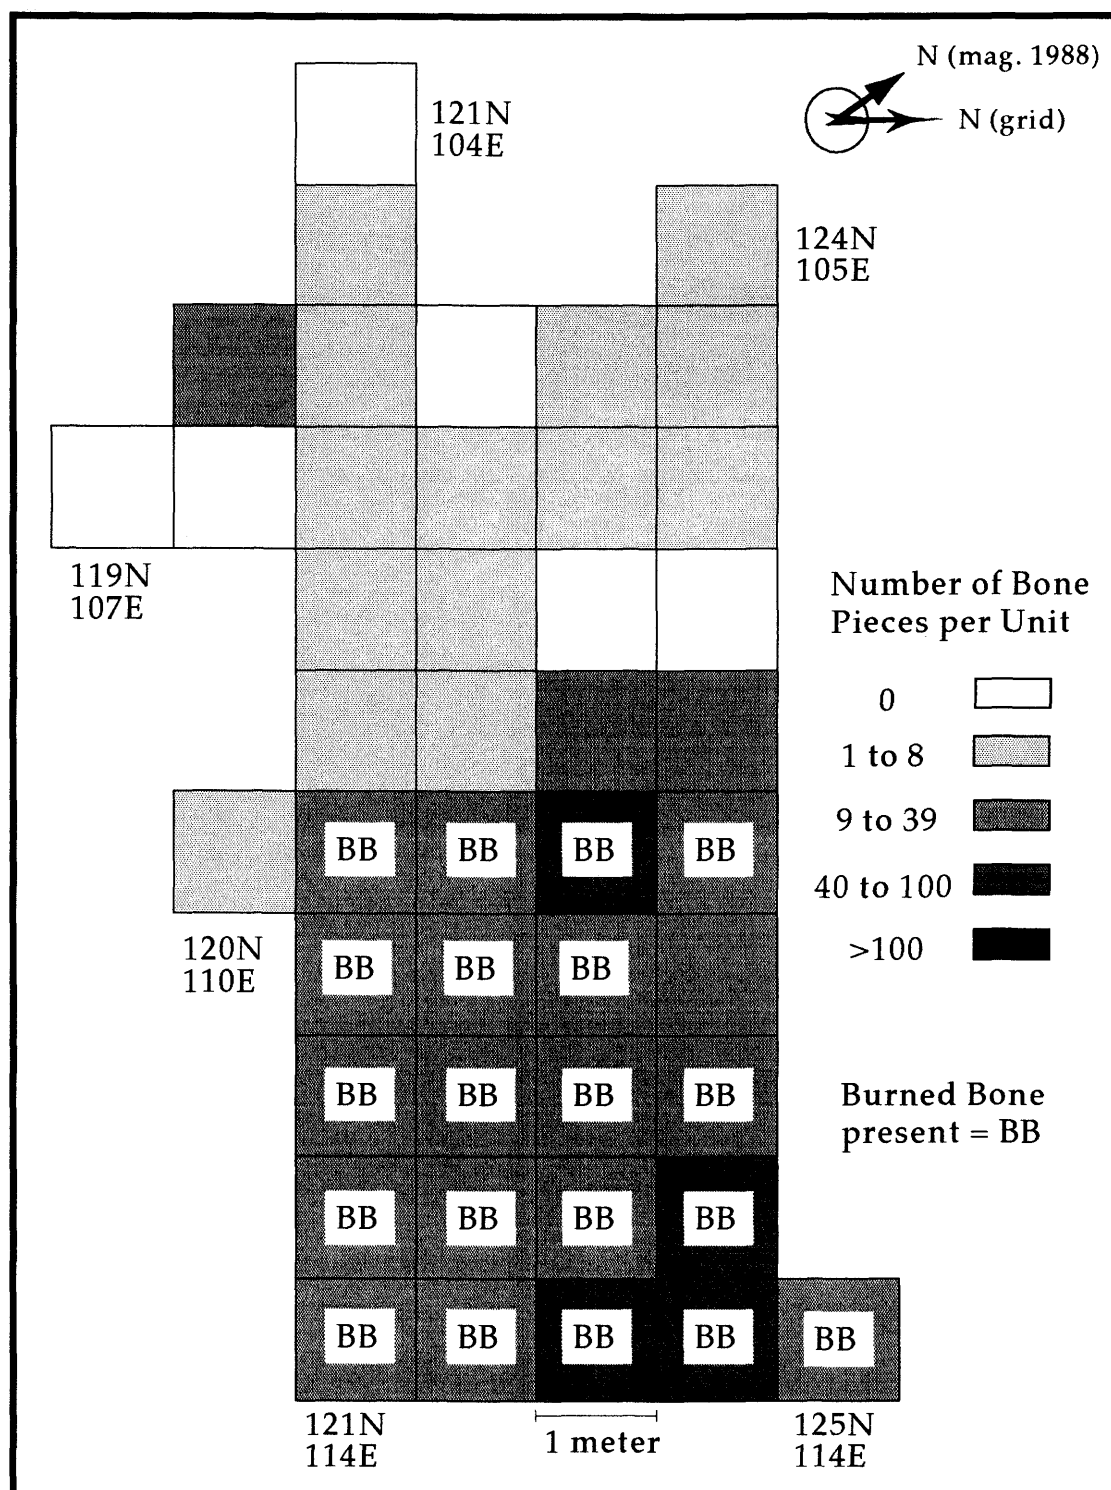 N (mag. 1988)
N (grid)
121N
104E
124N
105E
119N
107E
Number of Bone
Pieces per Unit
0
1 to 8
9 to 39
40 to 100
>100
BB BB BB BB
120N
110E
BB BB BB
BB BB BB BB
Burned Bone
present = BB
BB BB BB BB
BB BB BB BB BB
121N
114E
1 meter
125N
114E